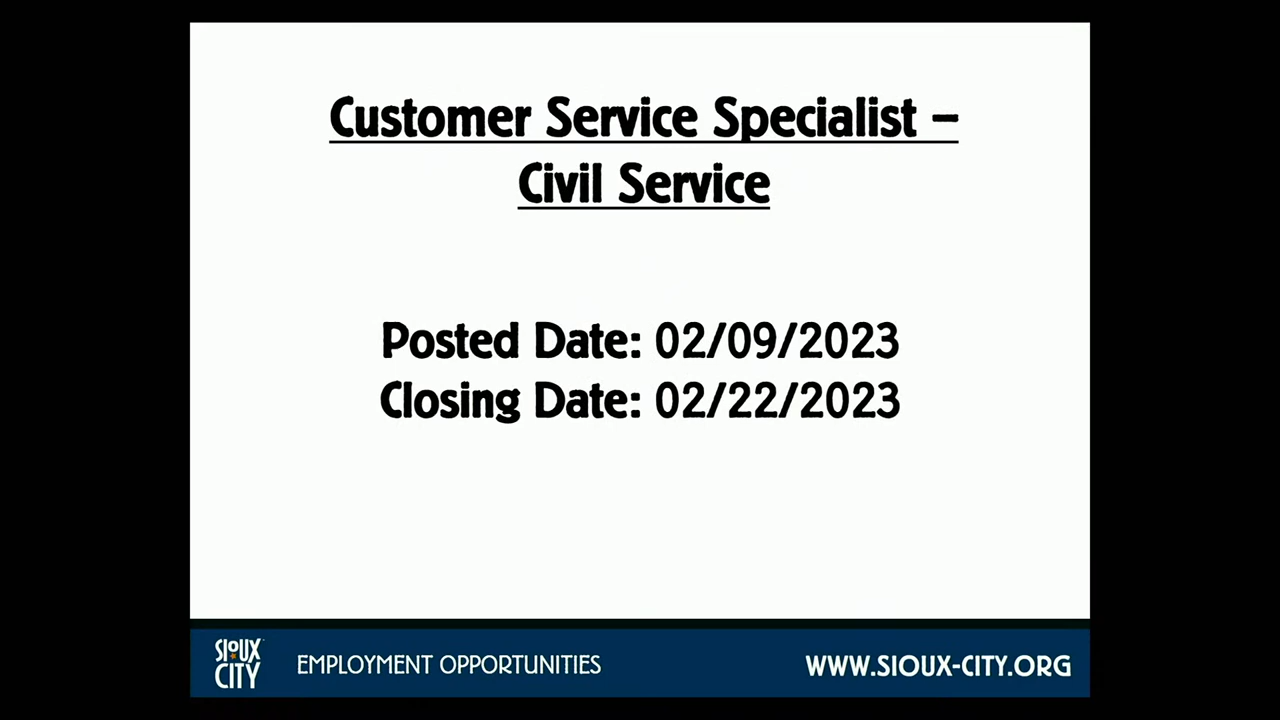 Customer Service Specialist –
Civil Service
Posted Date: 02/09/2023
Closing Date: 02/22/2023
SIOUX
CITY
EMPLOYMENT OPPORTUNITIES
WWW.SIOUX-CITY.ORG